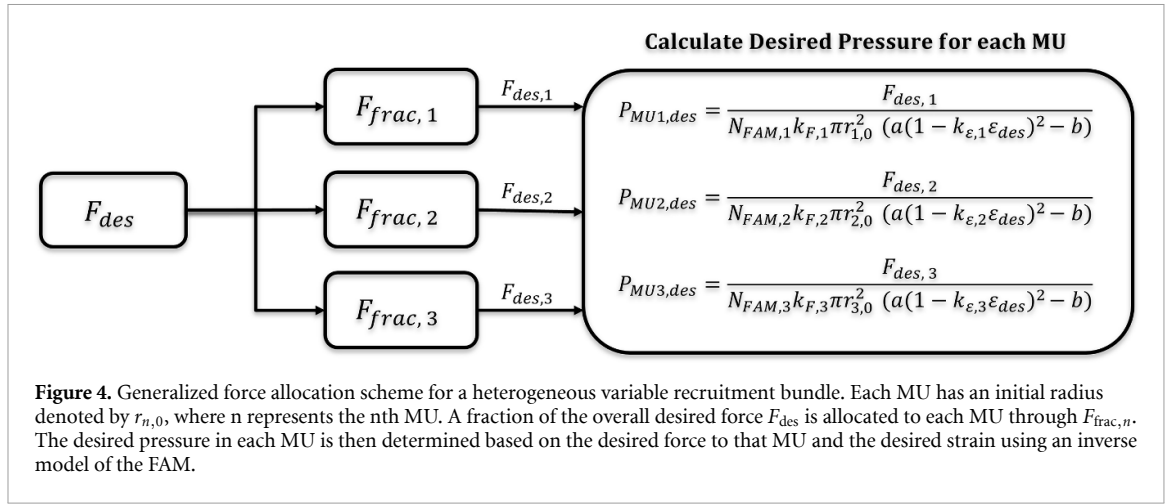 Calculate Desired Pressure for each MU
F_des
F_frac, 1
F_frac, 2
F_frac, 3
F_des,1
F_des,2
F_des,3
P_MU1,des = F_des,1 / N_FAM,1 k_F,1 π r_1,0^2 (a(1 − k_ε,1 ε_des)^2 − b)
P_MU2,des = F_des,2 / N_FAM,2 k_F,2 π r_2,0^2 (a(1 − k_ε,2 ε_des)^2 − b)
P_MU3,des = F_des,3 / N_FAM,3 k_F,3 π r_3,0^2 (a(1 − k_ε,3 ε_des)^2 − b)
Figure 4. Generalized force allocation scheme for a heterogeneous variable recruitment bundle. Each MU has an initial radius
denoted by r_n,0, where n represents the nth MU. A fraction of the overall desired force F_des is allocated to each MU through F_frac,n.
The desired pressure in each MU is then determined based on the desired force to that MU and the desired strain using an inverse
model of the FAM.